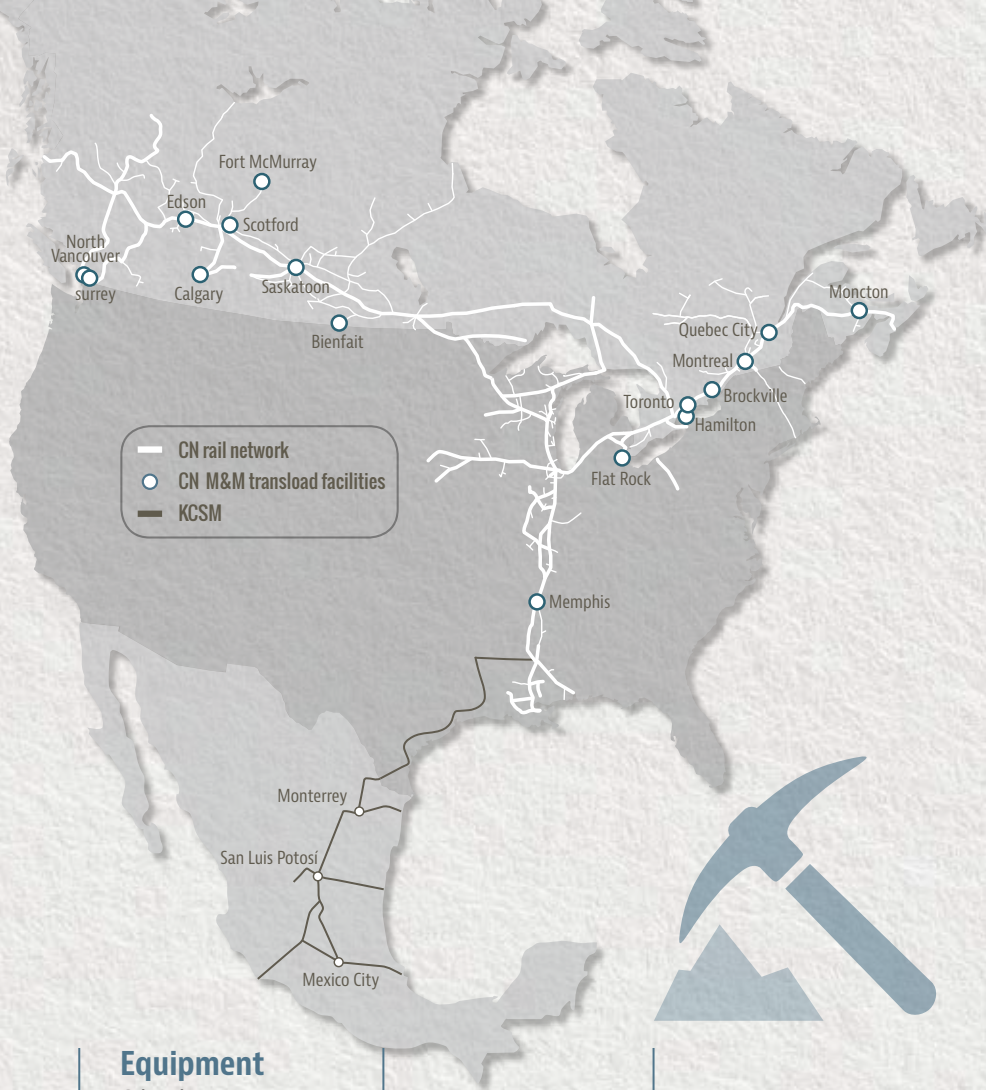 Fort McMurray
Edson
Scotford
North
Vancouver
surrey
Calgary
Saskatoon
Bienfait
Moncton
Quebec City
Montreal
Brockville
Toronto
Hamilton
Flat Rock
CN rail network
CN M&M transload facilities
KCSM
Memphis
Monterrey
San Luis Potosí
Mexico City
Equipment